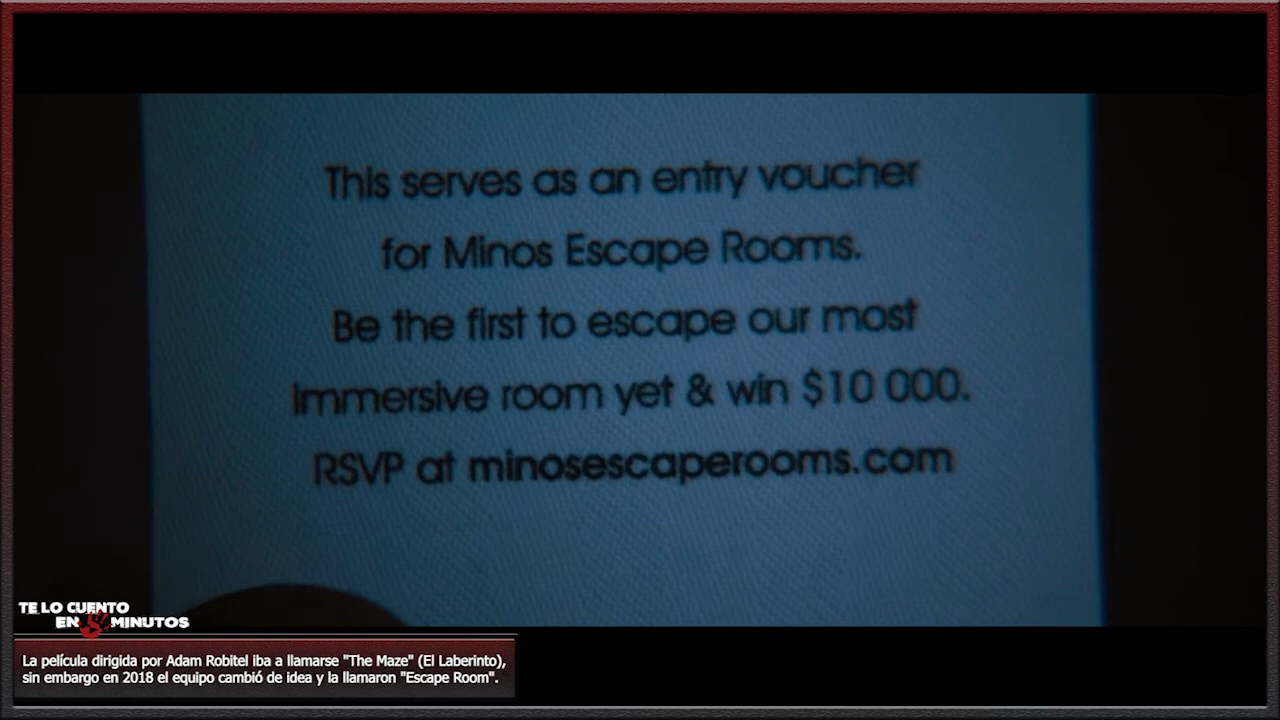 This serves as an entry voucher
for Minos Escape Rooms.
Be the first to escape our most
Immersive room yet & win $10 000.
RSVP at minosescaperooms.com
TE LO CUENTO
EN 5 MINUTOS
La película dirigida por Adam Robitel iba a llamarse "The Maze" (El Laberinto),
sin embargo en 2018 el equipo cambió de idea y la llamaron "Escape Room".